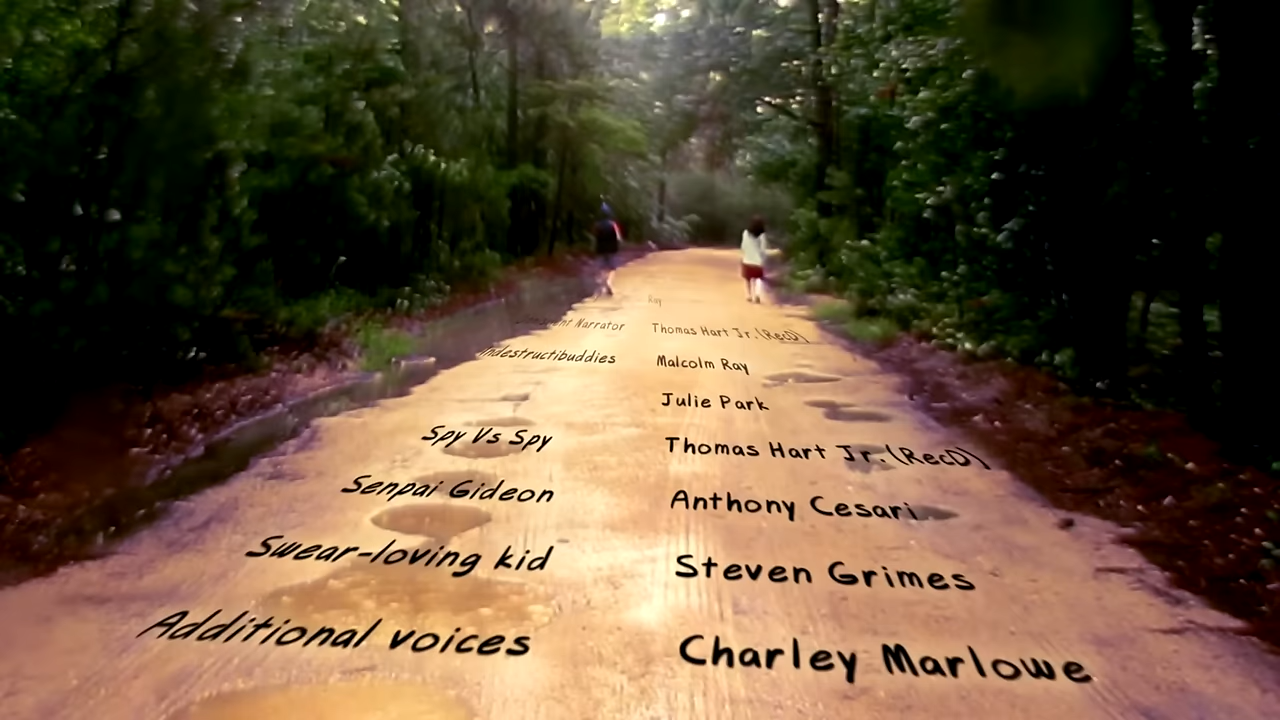 Ray
Narrator Thomas Hart Jr.(RecD)
Indestructibuddies Malcolm Ray
Julie Park
Spy Vs Spy Thomas Hart Jr.(RecD)
Senpai Gideon Anthony Cesari
Swear-loving kid Steven Grimes
Additional voices Charley Marlowe